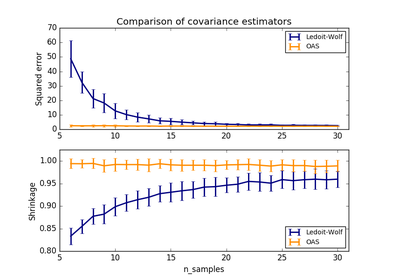 Comparison of covariance estimators
70
60
50
40
30
20
10
0
Squared error
Ledoit-Wolf
OAS
5 10 15 20 25 30
1.00
0.95
0.90
0.85
0.80
Shrinkage
Ledoit-Wolf
OAS
5 10 15 20 25 30
n_samples